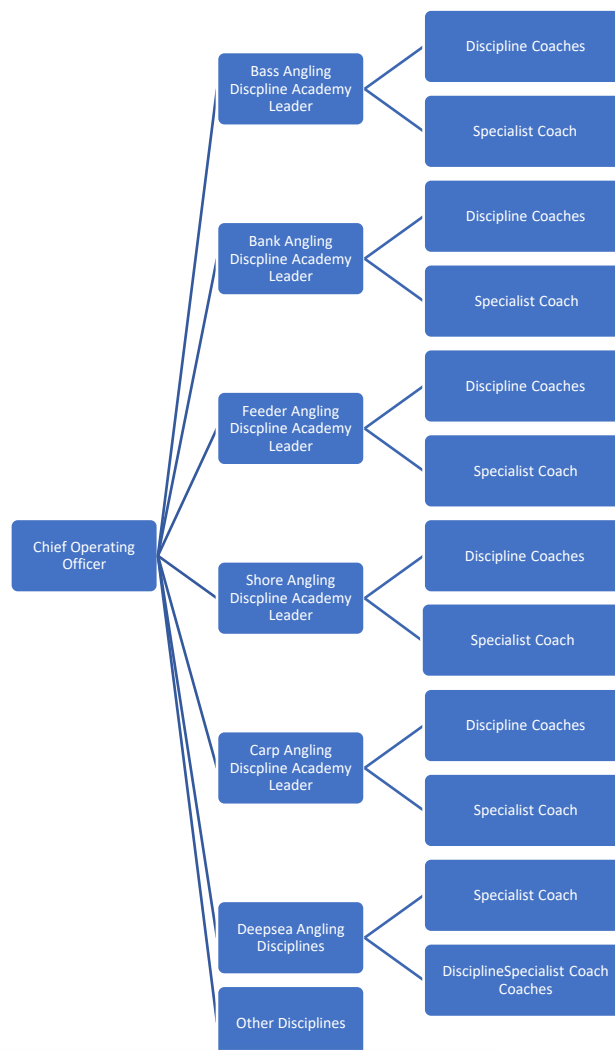 Chief Operating
Officer
Bass Angling
Discpline Academy
Leader
Discipline Coaches
Specialist Coach
Bank Angling
Discpline Academy
Leader
Discipline Coaches
Specialist Coach
Feeder Angling
Discpline Academy
Leader
Discipline Coaches
Specialist Coach
Shore Angling
Discpline Academy
Leader
Discipline Coaches
Specialist Coach
Carp Angling
Discpline Academy
Leader
Discipline Coaches
Specialist Coach
Deepsea Angling
Disciplines
Specialist Coach
DisciplineSpecialist Coach
Coaches
Other Disciplines